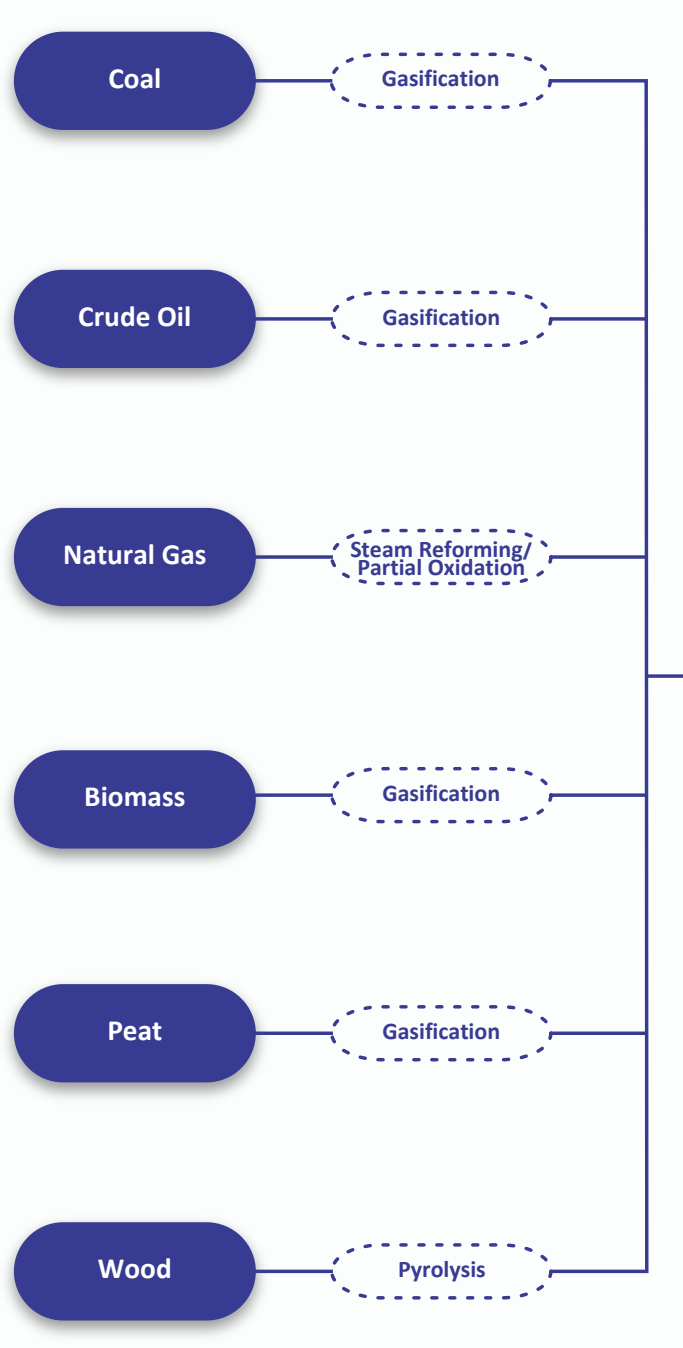 Coal
Gasification
Crude Oil
Gasification
Natural Gas
Steam Reforming/
Partial Oxidation
Biomass
Gasification
Peat
Gasification
Wood
Pyrolysis